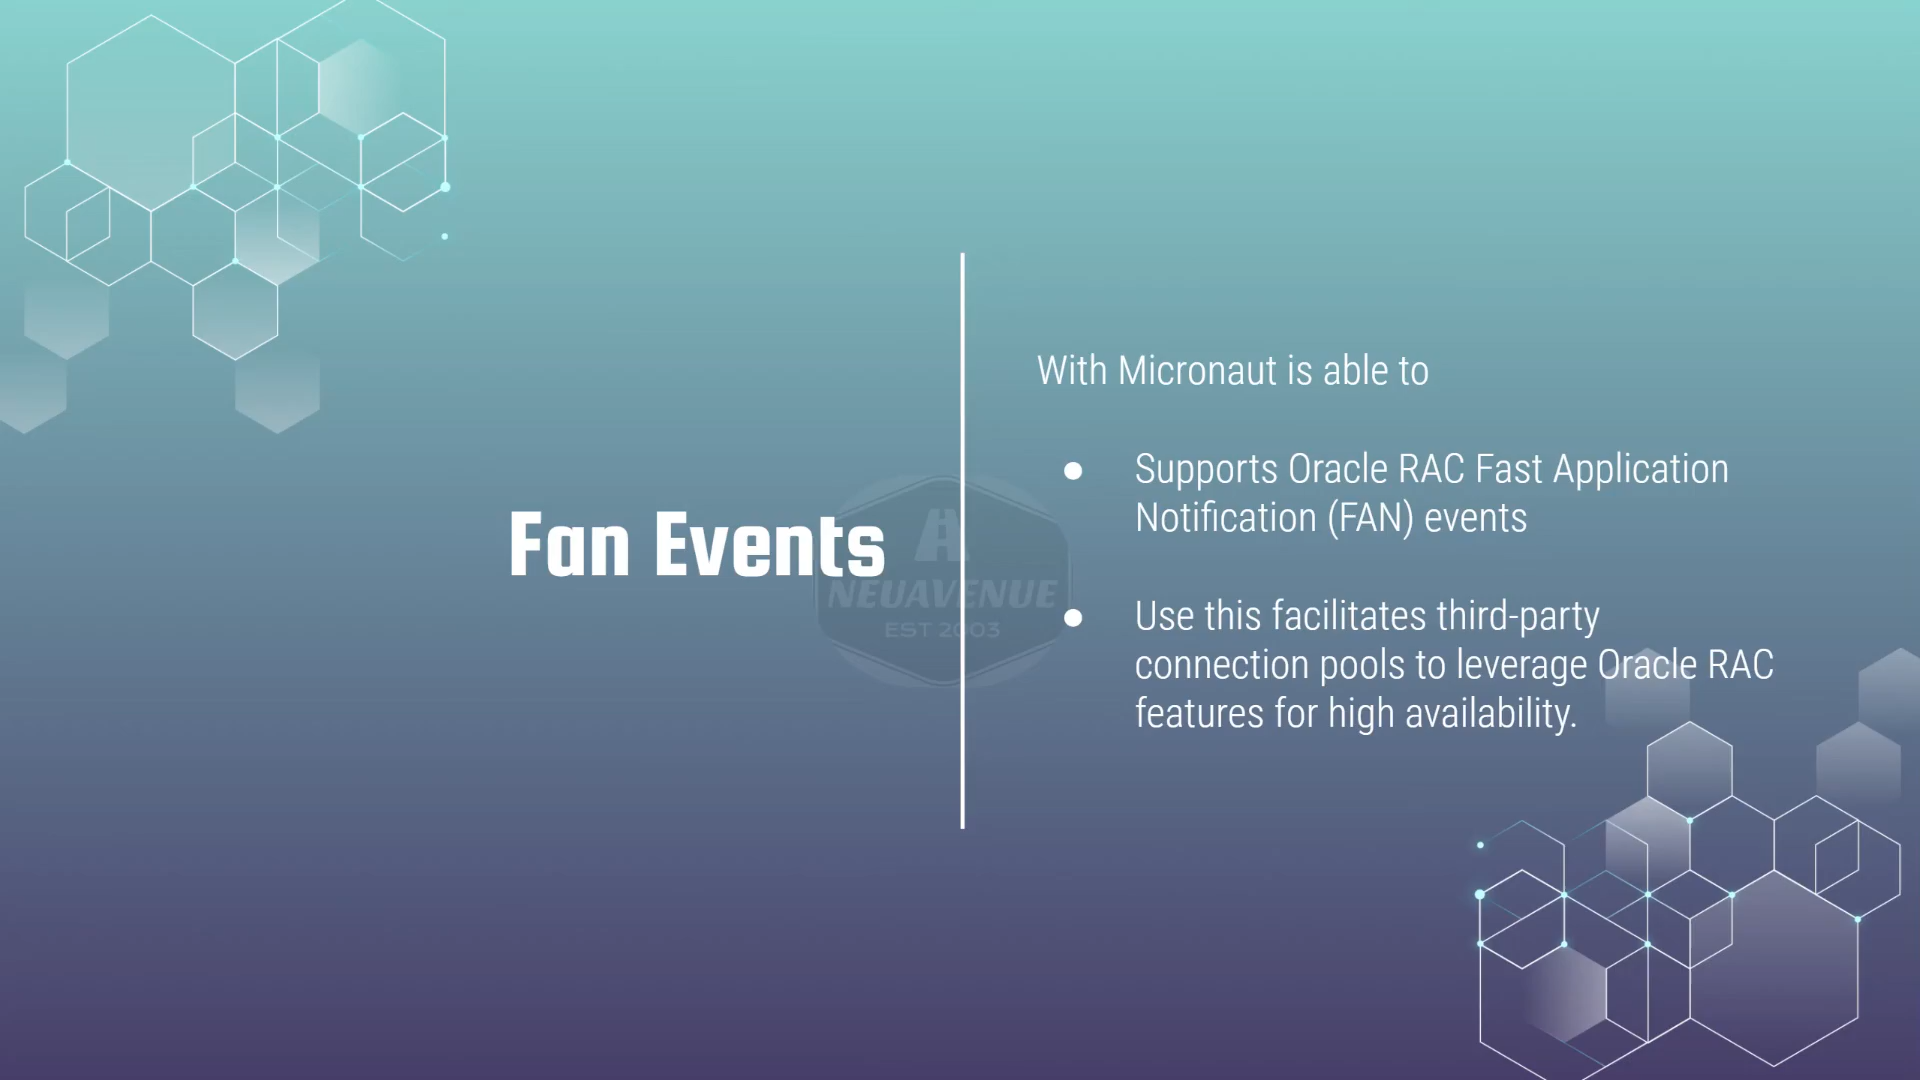 Fan Events
With Micronaut is able to
● Supports Oracle RAC Fast Application
Notification (FAN) events
● Use this facilitates third-party
connection pools to leverage Oracle RAC
features for high availability.
NEUAVENUE
EST 2003